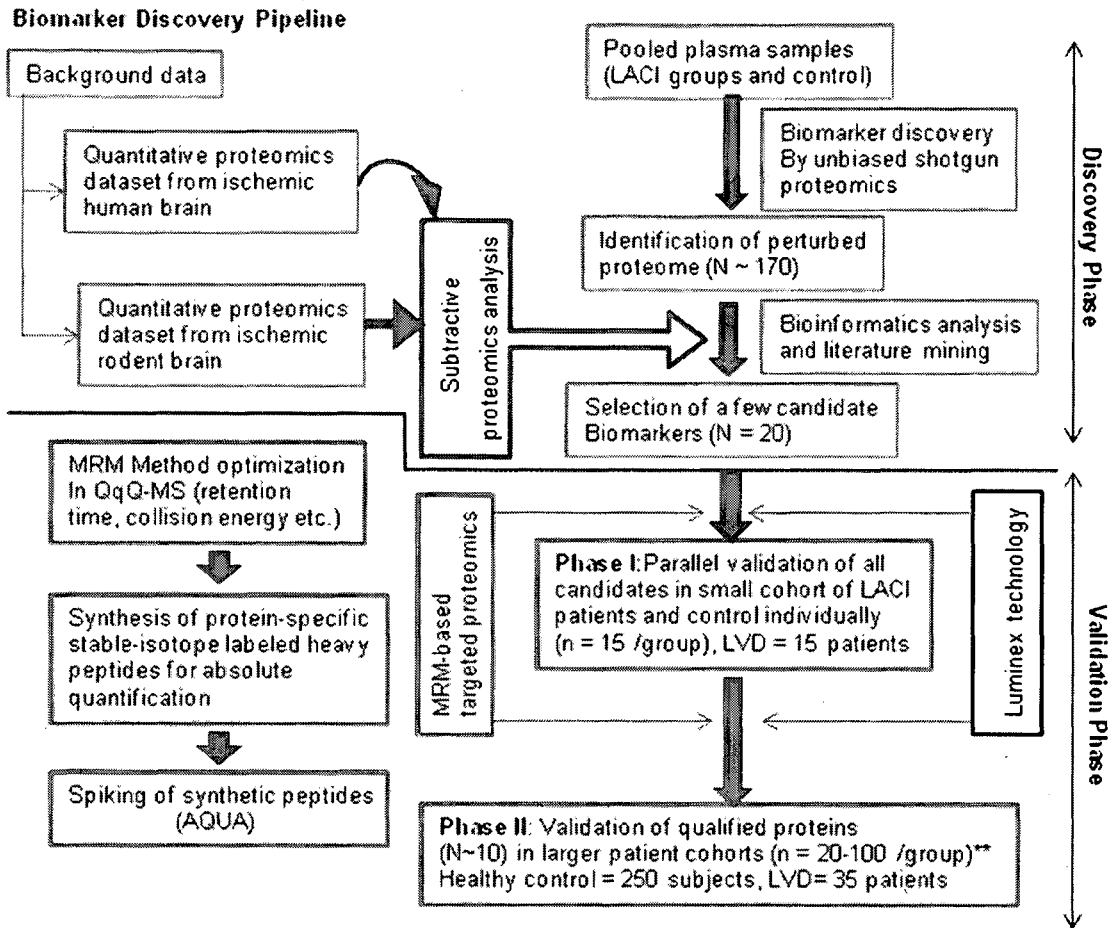 Biomarker Discovery Pipeline
Background data
Quantitative proteomics
dataset from ischemic
human brain
Quantitative proteomics
dataset from ischemic
rodent brain
Subtractive
proteomics analysis
Pooled plasma samples
(LACI groups and control)
Biomarker discovery
By unbiased shotgun
proteomics
Identification of perturbed
proteome (N ~ 170)
Bioinformatics analysis
and literature mining
Selection of a few candidate
Biomarkers (N = 20)
Discovery Phase
MRM Method optimization
In QqQ-MS (retention
time, collision energy etc.)
Synthesis of protein-specific
stable-isotope labeled heavy
peptides for absolute
quantification
Spiking of synthetic peptides
(AQUA)
MRM-based
targeted proteomics
Phase I:Parallel validation of all
candidates in small cohort of LACI
patients and control individually
(n = 15 /group), LVD = 15 patients
Luminex technology
Phase II: Validation of qualified proteins
(N~10) in larger patient cohorts (n = 20-100 /group)**
Healthy control = 250 subjects, LVD= 35 patients
Validation Phase